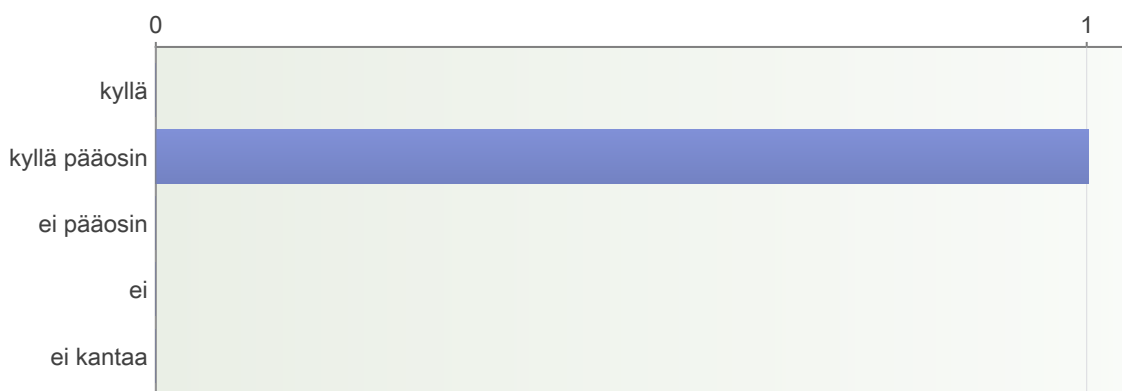 0 1
kyllä
kyllä pääosin
ei pääosin
ei
ei kantaa